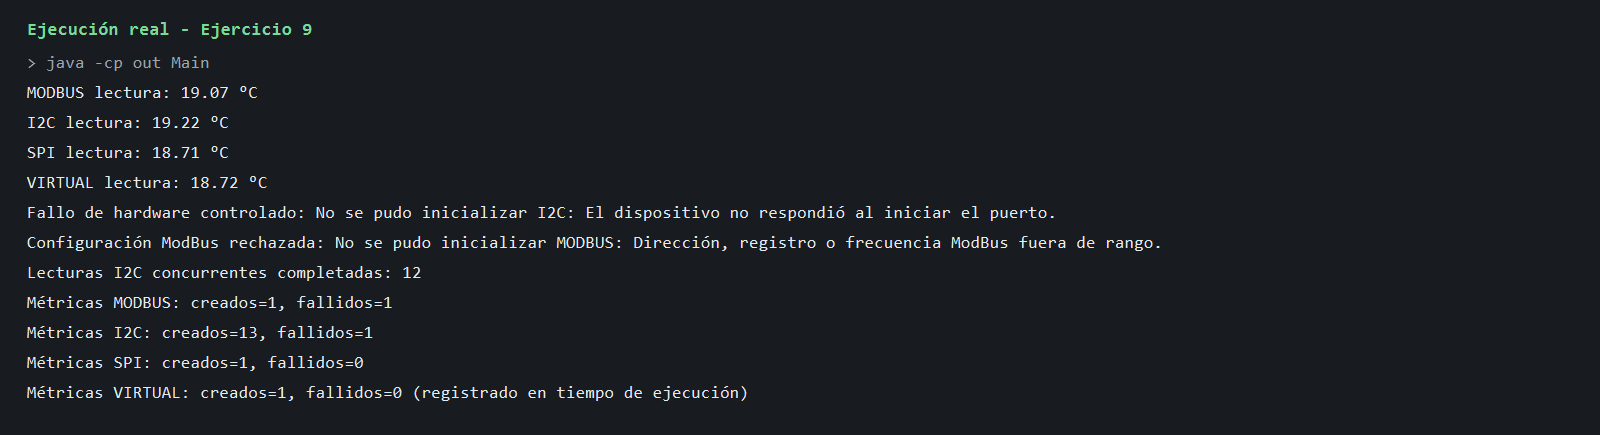 Ejecución real - Ejercicio 9
> java -cp out Main
MODBUS lectura: 19.07 °C
I2C lectura: 19.22 °C
SPI lectura: 18.71 °C
VIRTUAL lectura: 18.72 °C
Fallo de hardware controlado: No se pudo inicializar I2C: El dispositivo no respondió al iniciar el puerto.
Configuración ModBus rechazada: No se pudo inicializar MODBUS: Dirección, registro o frecuencia ModBus fuera de rango.
Lecturas I2C concurrentes completadas: 12
Métricas MODBUS: creados=1, fallidos=1
Métricas I2C: creados=13, fallidos=1
Métricas SPI: creados=1, fallidos=0
Métricas VIRTUAL: creados=1, fallidos=0 (registrado en tiempo de ejecución)